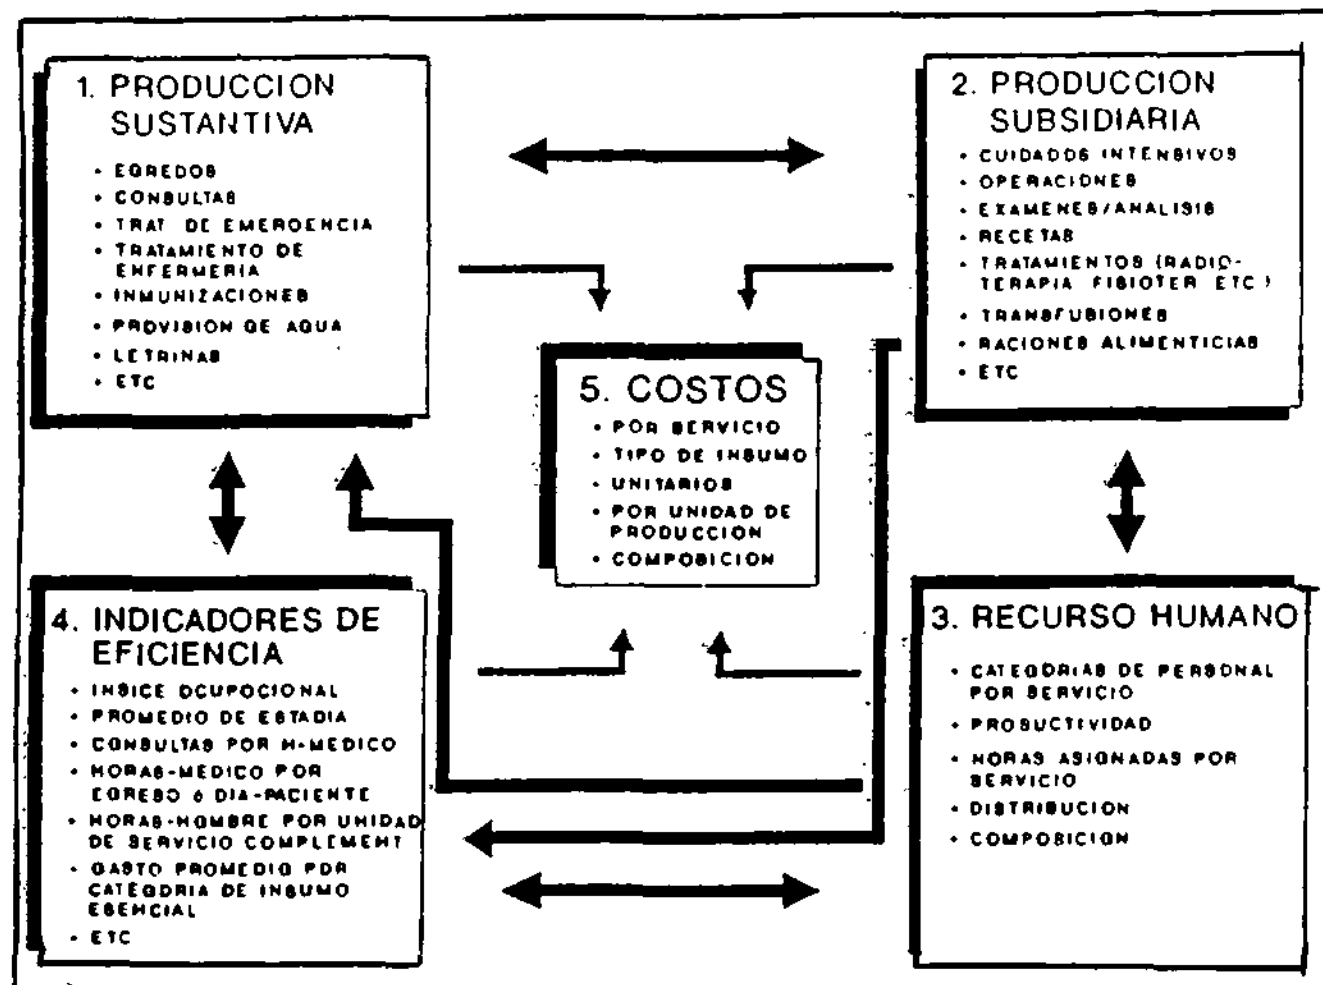 1. PRODUCCION
SUSTANTIVA
• EGREDOS
• CONSULTAS
• TRAT DE EMERGENCIA
• TRATAMIENTO DE
ENFERMERIA
• INMUNIZACIONES
• PROVISION DE AGUA
• LETRINAS
• ETC
2. PRODUCCION
SUBSIDIARIA
• CUIDADOS INTENSIVOS
• OPERACIONES
• EXAMENES/ANALISIS
• RECETAS
• TRATAMIENTOS (RADIO-
TERAPIA FISIOTER ETC)
• TRANSFUSIONES
• RACIONES ALIMENTICIAS
• ETC
5. COSTOS
• POR SERVICIO
• TIPO DE INSUMO
• UNITARIOS
• POR UNIDAD DE
PRODUCCION
• COMPOSICION
4. INDICADORES DE
EFICIENCIA
• INSICE OCUPOCIONAL
• PROMEDIO DE ESTADIA
• CONSULTAS POR H-MEDICO
• HORAS-MEDICO POR
EGRESO ó DIA-PACIENTE
• HORAS-HOMBRE POR UNIDAD
DE SERVICIO COMPLEMENT
• GASTO PROMEDIO POR
CATEGORIA DE INSUMO
ESENCIAL
• ETC
3. RECURSO HUMANO
• CATEGORIAS DE PERSONAL
POR SERVICIO
• PRODUCTIVIDAD
• HORAS ASIGNADAS POR
SERVICIO
• DISTRIBUCION
• COMPOSICION